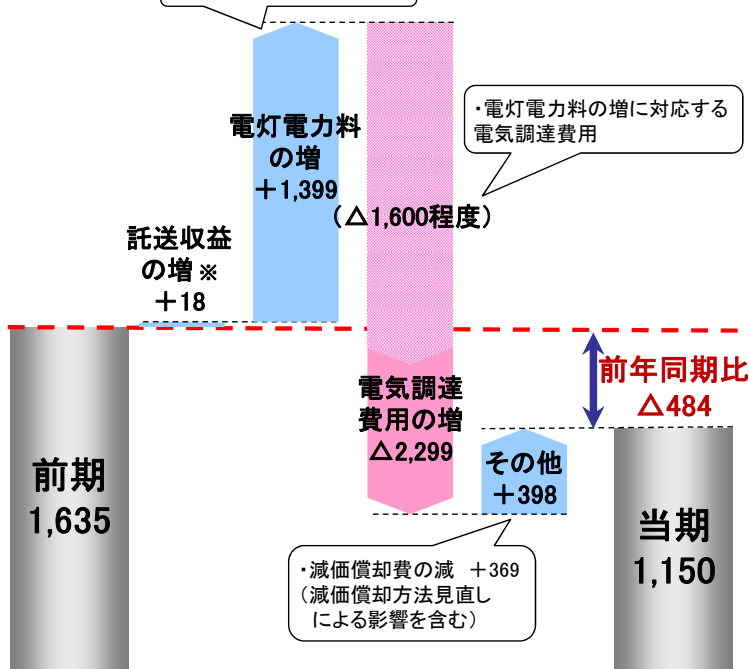 電灯電力料
の増
+1,399
・電灯電力料の増に対応する
電気調達費用
(△1,600程度)
託送収益
の増※
+18
前年同期比
△484
電気調達
費用の増
△2,299
その他
+398
前期
1,635
当期
1,150
・減価償却費の減 +369
(減価償却方法見直し
による影響を含む)